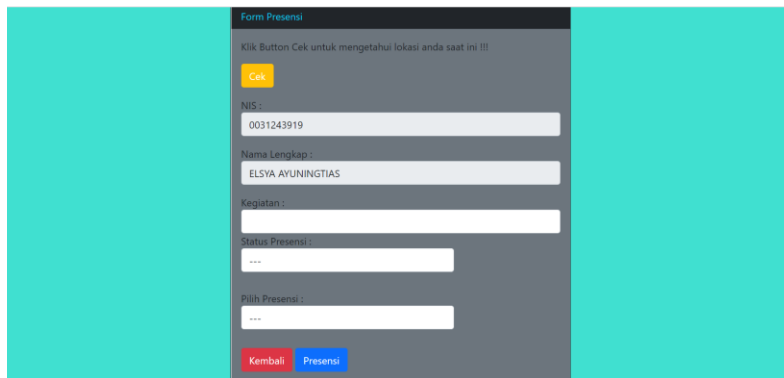 Form Presensi
Klik Button Cek untuk mengetahui lokasi anda saat ini !!!
Cek
NIS :
0031243919
Nama Lengkap :
ELSYA AYUNINGTIAS
Kegiatan :
Status Presensi :
---
Pilih Presensi :
---
Kembali Presensi